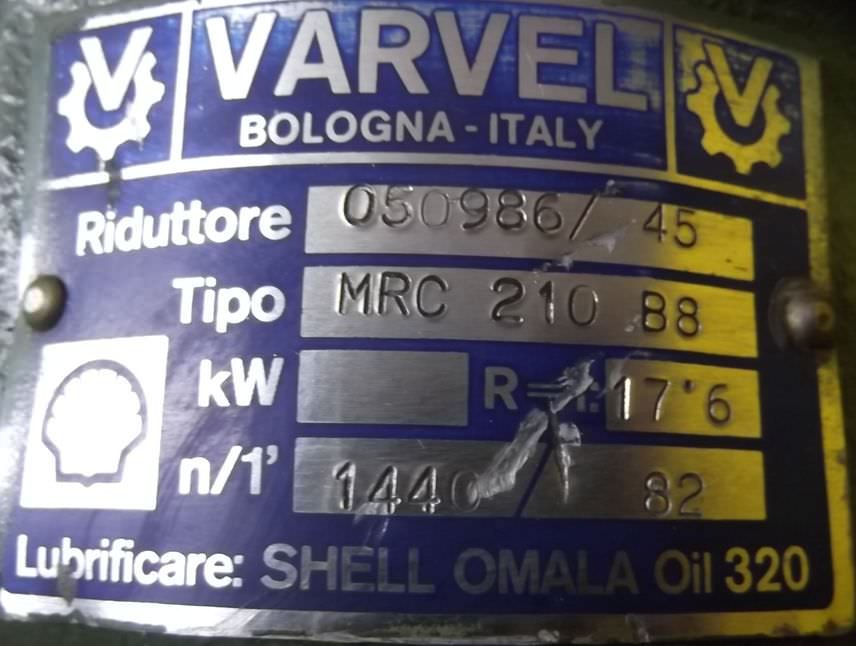 V VARVEL V
BOLOGNA - ITALY
Riduttore 050986/ 45
Tipo MRC 210 B8
kW R=1: 17'6
n/1' 1440 / 82
Lubrificare: SHELL OMALA Oil 320